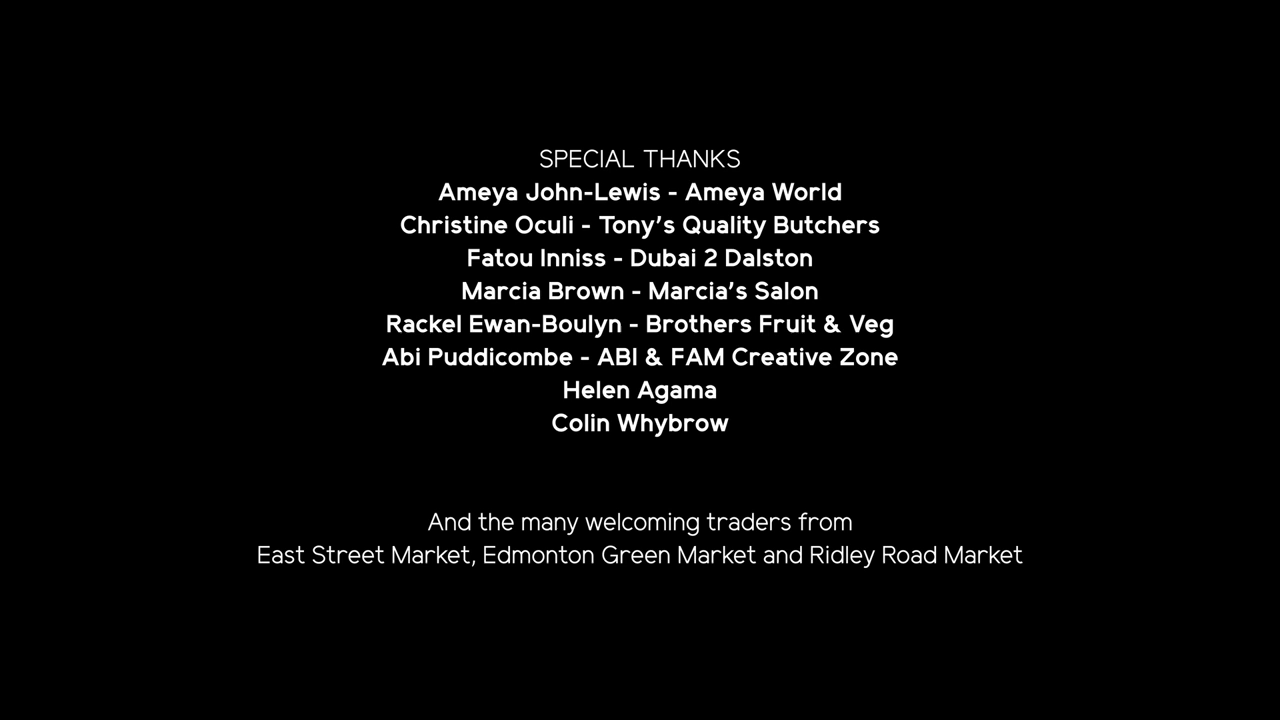 SPECIAL THANKS
Ameya John-Lewis - Ameya World
Christine Oculi - Tony's Quality Butchers
Fatou Inniss - Dubai 2 Dalston
Marcia Brown - Marcia's Salon
Rackel Ewan-Boulyn - Brothers Fruit & Veg
Abi Puddicombe - ABI & FAM Creative Zone
Helen Agama
Colin Whybrow
And the many welcoming traders from
East Street Market, Edmonton Green Market and Ridley Road Market